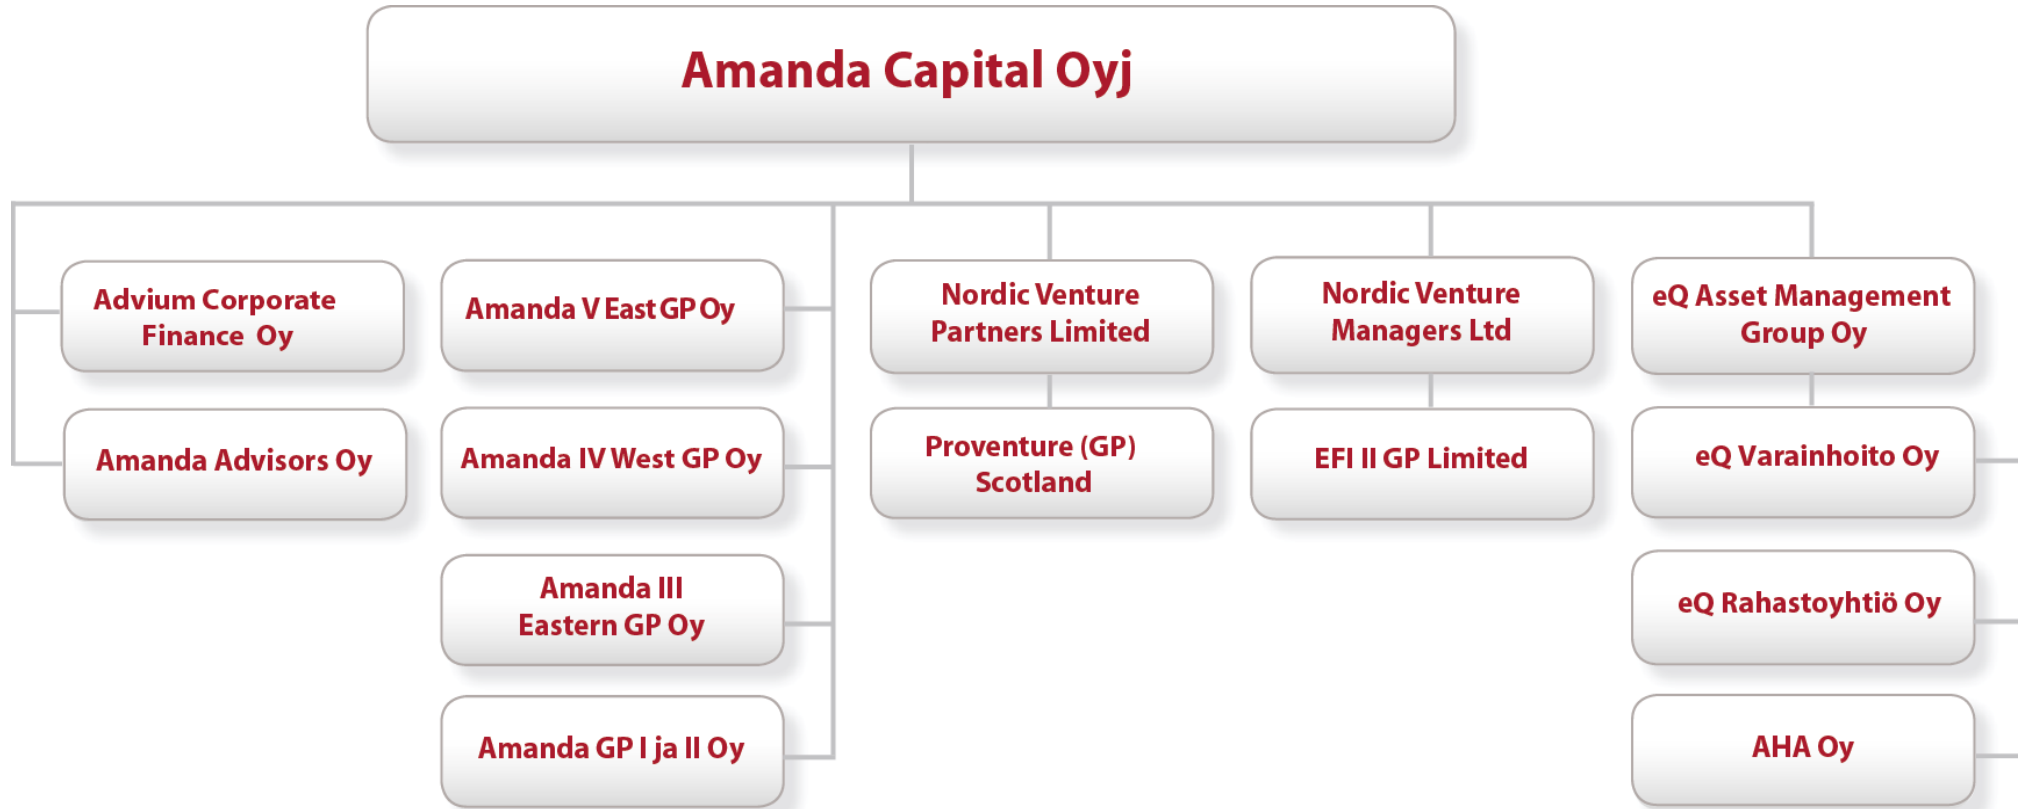 Amanda Capital Oyj
Advium Corporate
Finance Oy
Amanda Advisors Oy
Amanda V East GP Oy
Amanda IV West GP Oy
Amanda III
Eastern GP Oy
Amanda GP I ja II Oy
Nordic Venture
Partners Limited
Proventure (GP)
Scotland
Nordic Venture
Managers Ltd
EFI II GP Limited
eQ Asset Management
Group Oy
eQ Varainhoito Oy
eQ Rahastoyhtiö Oy
AHA Oy